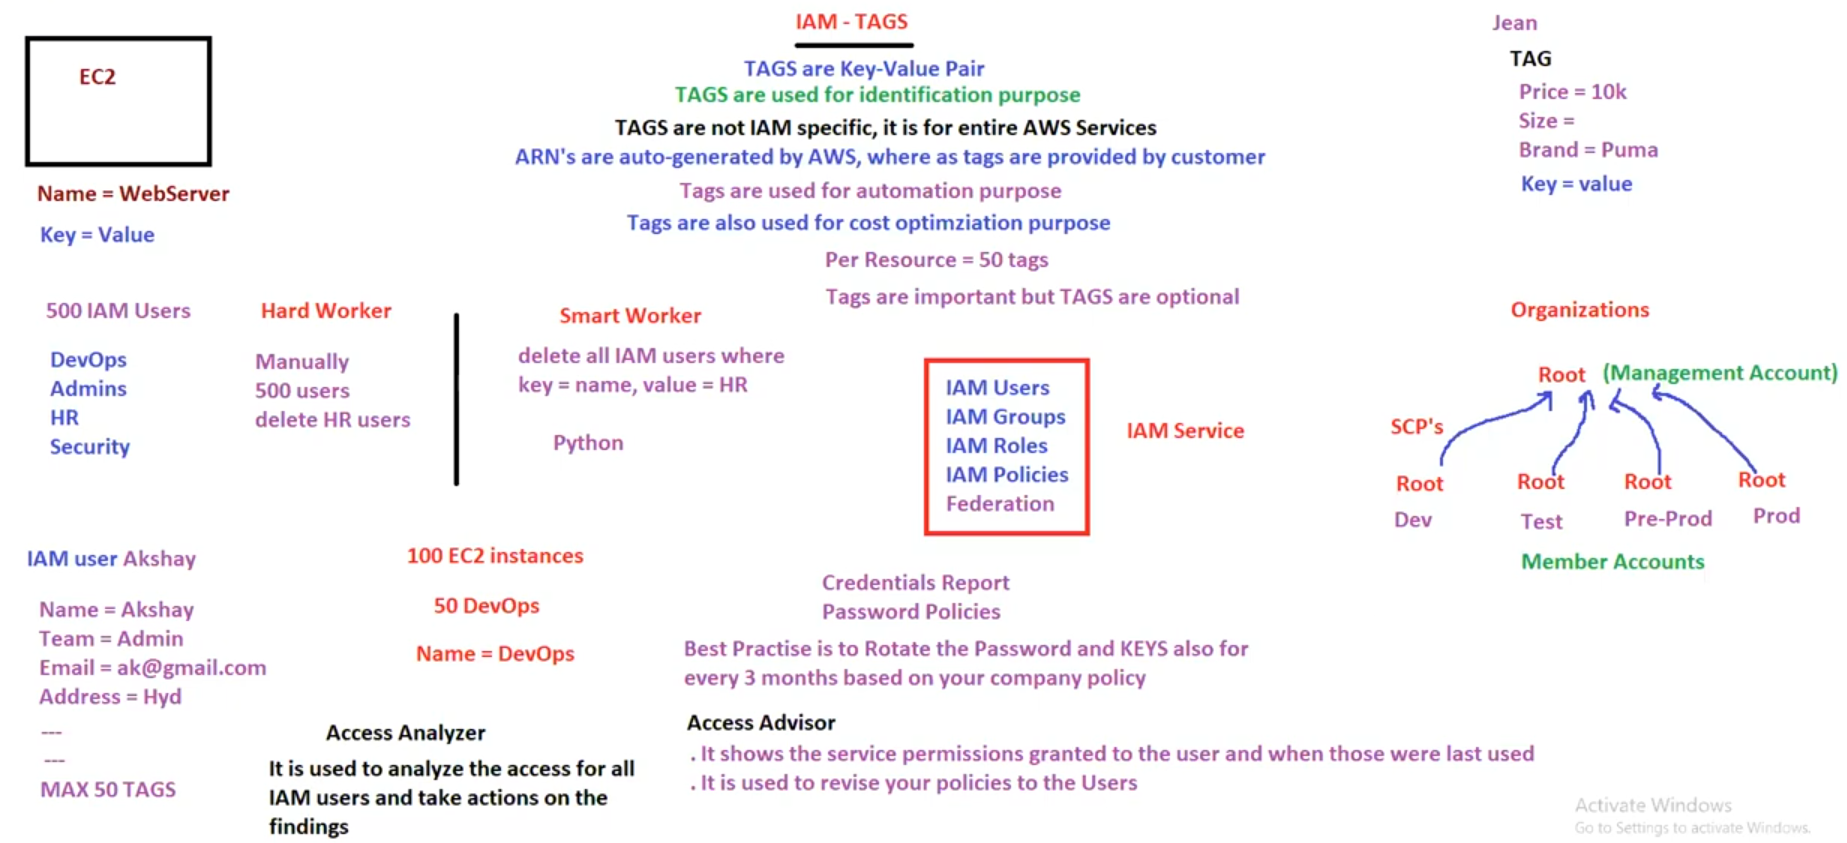 IAM - TAGS
TAGS are Key-Value Pair
TAGS are used for identification purpose
TAGS are not IAM specific, it is for entire AWS Services
ARN's are auto-generated by AWS, where as tags are provided by customer
Tags are used for automation purpose
Tags are also used for cost optimziation purpose
Per Resource = 50 tags
Tags are important but TAGS are optional
EC2
Name = WebServer
Key = Value
Jean
TAG
Price = 10k
Size =
Brand = Puma
Key = value
500 IAM Users
DevOps
Admins
HR
Security
Hard Worker
Manually
500 users
delete HR users
Smart Worker
delete all IAM users where
key = name, value = HR
Python
IAM Users
IAM Groups
IAM Roles
IAM Policies
Federation
IAM Service
Organizations
Root (Management Account)
SCP's
Root Root Root Root
Dev Test Pre-Prod Prod
Member Accounts
IAM user Akshay
Name = Akshay
Team = Admin
Email = ak@gmail.com
Address = Hyd
---
---
MAX 50 TAGS
100 EC2 instances
50 DevOps
Name = DevOps
Access Analyzer
It is used to analyze the access for all
IAM users and take actions on the
findings
Credentials Report
Password Policies
Best Practise is to Rotate the Password and KEYS also for
every 3 months based on your company policy
Access Advisor
. It shows the service permissions granted to the user and when those were last used
. It is used to revise your policies to the Users
Activate Windows
Go to Settings to activate Windows.